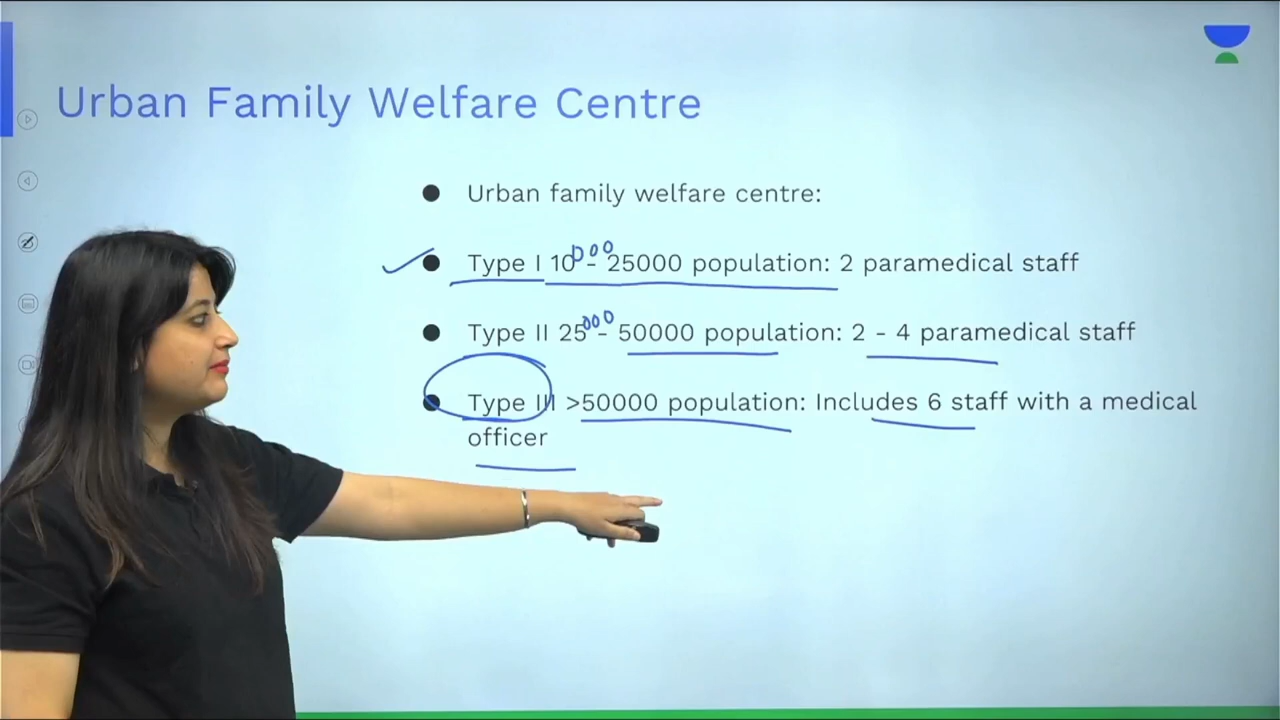 Urban Family Welfare Centre
Urban family welfare centre:
Type I 10000 - 25000 population: 2 paramedical staff
Type II 25000 - 50000 population: 2 - 4 paramedical staff
Type III >50000 population: Includes 6 staff with a medical
officer